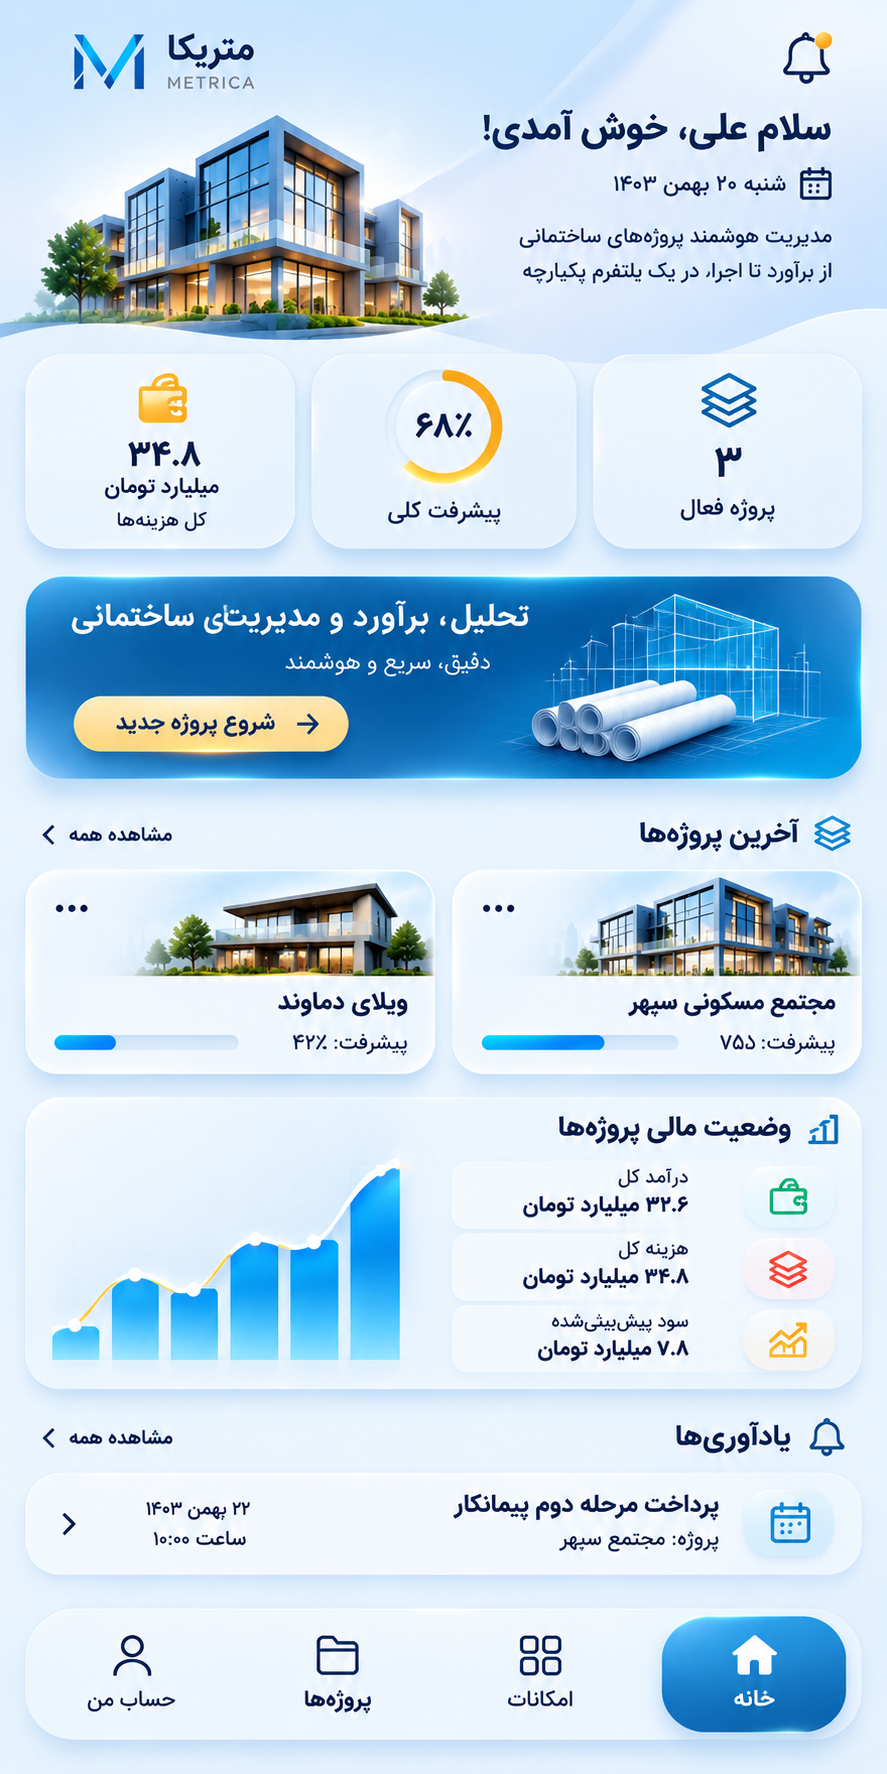 متریکا
METRICA
سلام علی، خوش آمدی!
شنبه ۲۰ بهمن ۱۴۰۳
مدیریت هوشمند پروژه‌های ساختمانی
از برآورد تا اجرا، در یک یلتفرم پکیارچه
۳
پروژه فعال
۶۸٪
پیشرفت کلی
۳۴.۸
میلیارد تومان
کل هزینه‌ها
تحلیل، برآورد و مدیریت‌ی ساختمانی
دقیق، سریع و هوشمند
شروع پروژه جدید
آخرین پروژه‌ها
مشاهده همه
مجتمع مسکونی سپهر
پیشرفت: ۷۵۵
ویلای دماوند
پیشرفت: ۴۲٪
وضعیت مالی پروژه‌ها
درآمد کل
۳۲.۶ میلیارد تومان
هزینه کل
۳۴.۸ میلیارد تومان
سود پیش‌بیثی‌شده
۷.۸ میلیارد تومان
یادآوری‌ها
مشاهده همه
پرداخت مرحله دوم پیمانکار
پروژه: مجتمع سپهر
۲۲ بهمن ۱۴۰۳
ساعت ۱۰:۰۰
خانه
امکانات
پروژه‌ها
حساب من